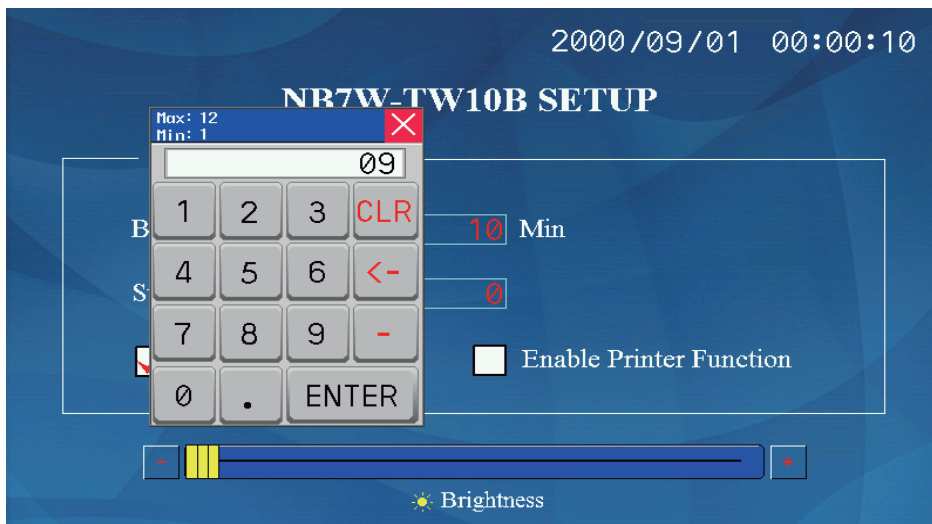 2000/09/01 00:00:10
NB7W-TW10B SETUP
Max: 12
Min: 1
09
1 2 3 CLR
4 5 6 <-
7 8 9 -
0 . ENTER
B
10 Min
S
0
Enable Printer Function
- +
Brightness